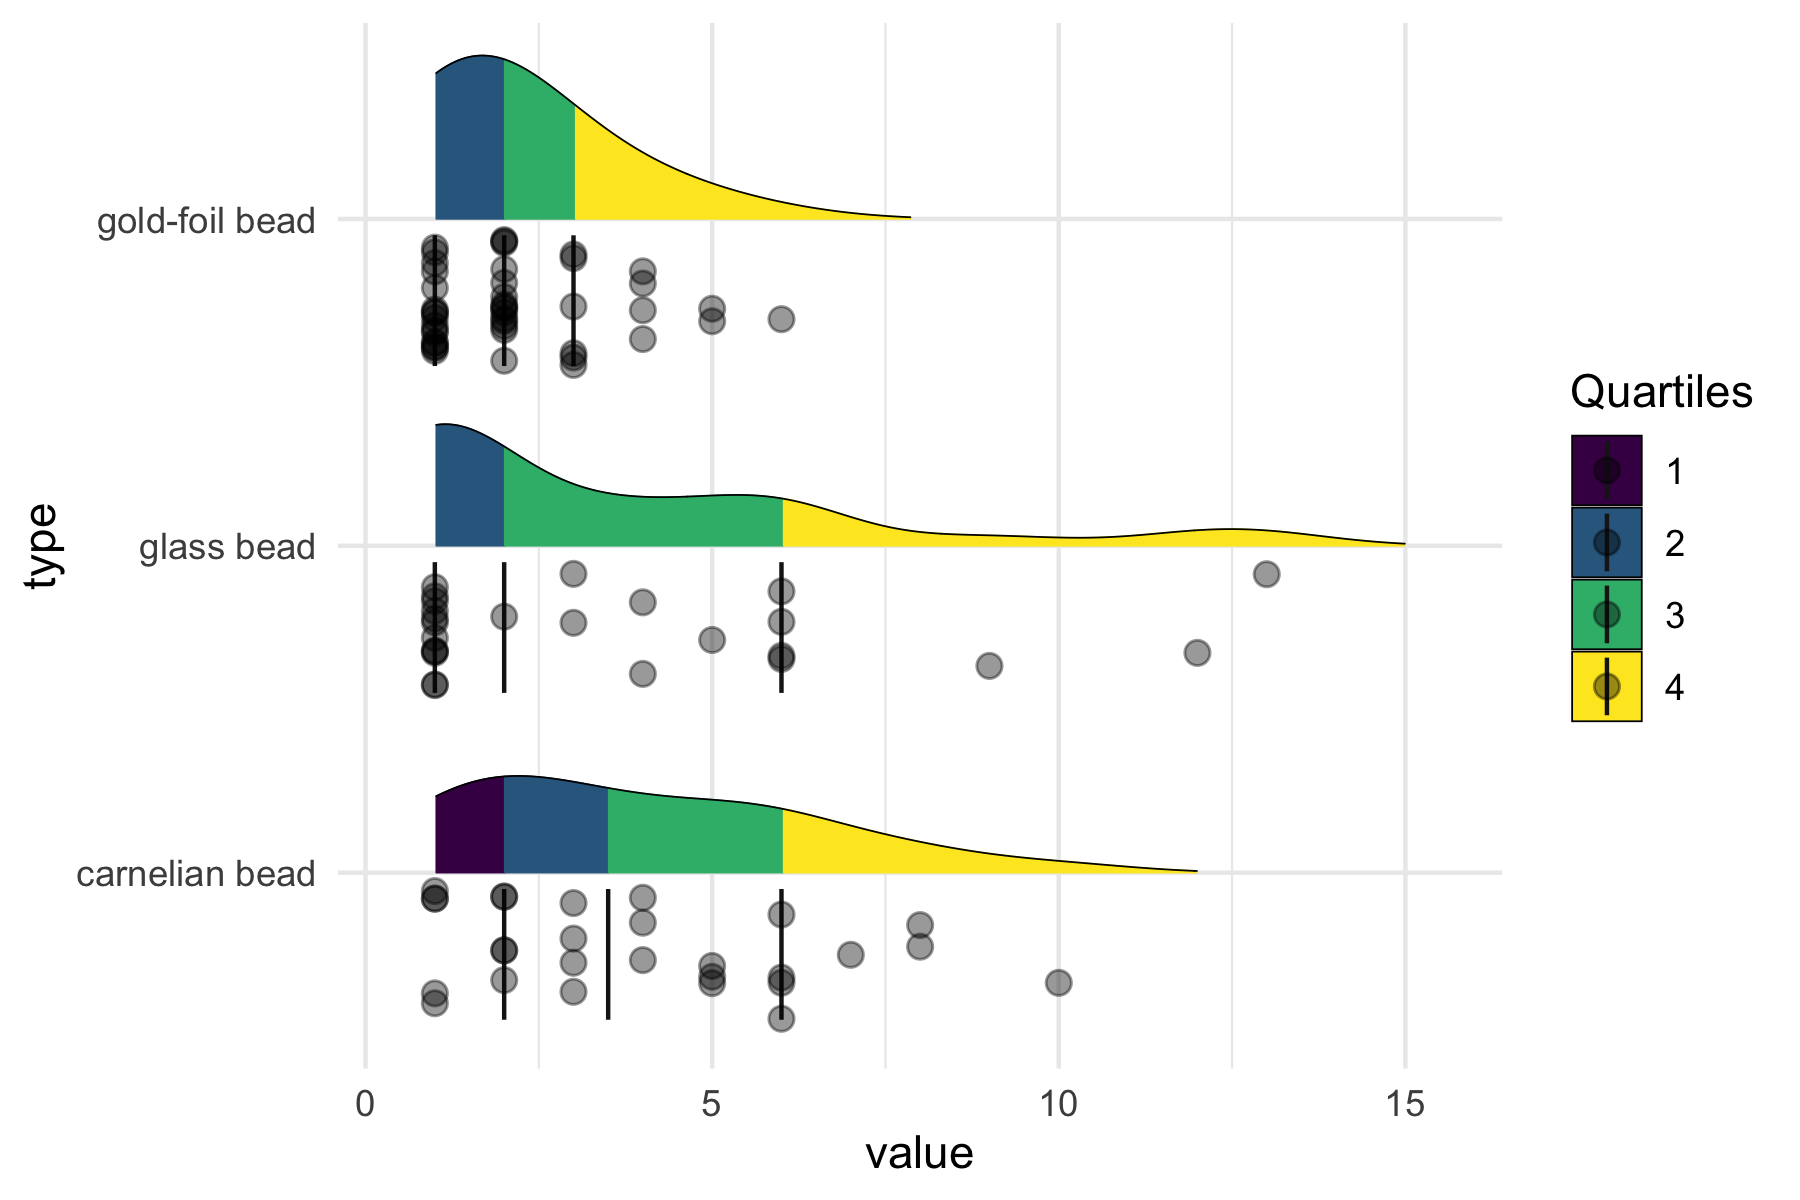 gold-foil bead
glass bead
carnelian bead
type
0 5 10 15
value
Quartiles
1
2
3
4